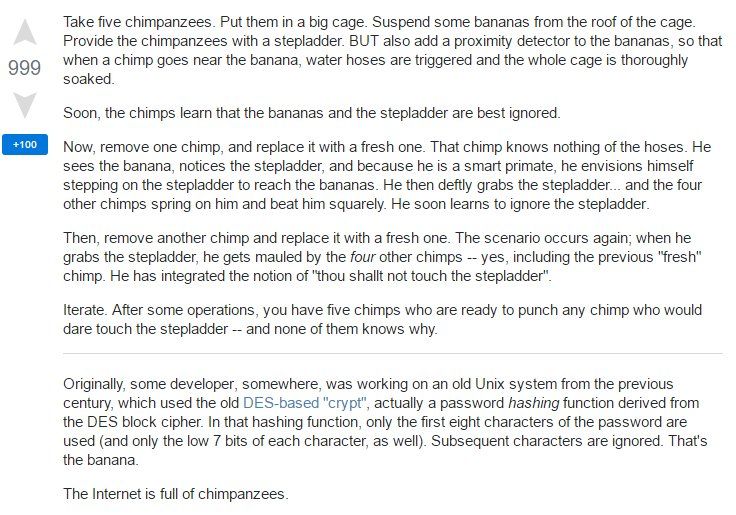 Take five chimpanzees. Put them in a big cage. Suspend some bananas from the roof of the cage.
Provide the chimpanzees with a stepladder. BUT also add a proximity detector to the bananas, so that
when a chimp goes near the banana, water hoses are triggered and the whole cage is thoroughly
soaked.
999
Soon, the chimps learn that the bananas and the stepladder are best ignored.
+100
Now, remove one chimp, and replace it with a fresh one. That chimp knows nothing of the hoses. He
sees the banana, notices the stepladder, and because he is a smart primate, he envisions himself
stepping on the stepladder to reach the bananas. He then deftly grabs the stepladder... and the four
other chimps spring on him and beat him squarely. He soon learns to ignore the stepladder.
Then, remove another chimp and replace it with a fresh one. The scenario occurs again; when he
grabs the stepladder, he gets mauled by the four other chimps -- yes, including the previous "fresh"
chimp. He has integrated the notion of "thou shallt not touch the stepladder".
Iterate. After some operations, you have five chimps who are ready to punch any chimp who would
dare touch the stepladder -- and none of them knows why.
Originally, some developer, somewhere, was working on an old Unix system from the previous
century, which used the old DES-based "crypt", actually a password hashing function derived from
the DES block cipher. In that hashing function, only the first eight characters of the password are
used (and only the low 7 bits of each character, as well). Subsequent characters are ignored. That's
the banana.
The Internet is full of chimpanzees.